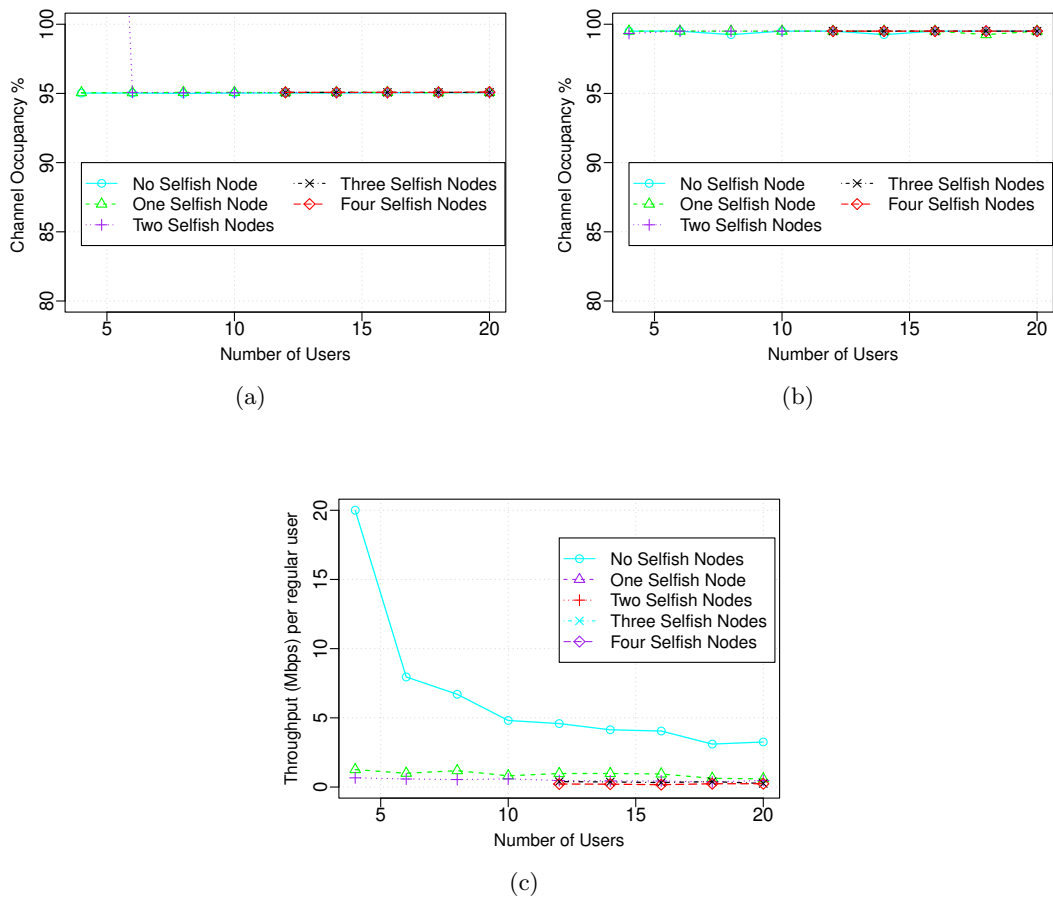 Channel Occupancy %
100
95
90
85
80
No Selfish Node
One Selfish Node
Two Selfish Nodes
Three Selfish Nodes
Four Selfish Nodes
5
10
15
20
Number of Users
(a)
Channel Occupancy %
100
95
90
85
80
No Selfish Node
One Selfish Node
Two Selfish Nodes
Three Selfish Nodes
Four Selfish Nodes
5
10
15
20
Number of Users
(b)
Throughput (Mbps) per regular user
20
15
10
5
0
No Selfish Nodes
One Selfish Node
Two Selfish Nodes
Three Selfish Nodes
Four Selfish Nodes
5
10
15
20
Number of Users
(c)